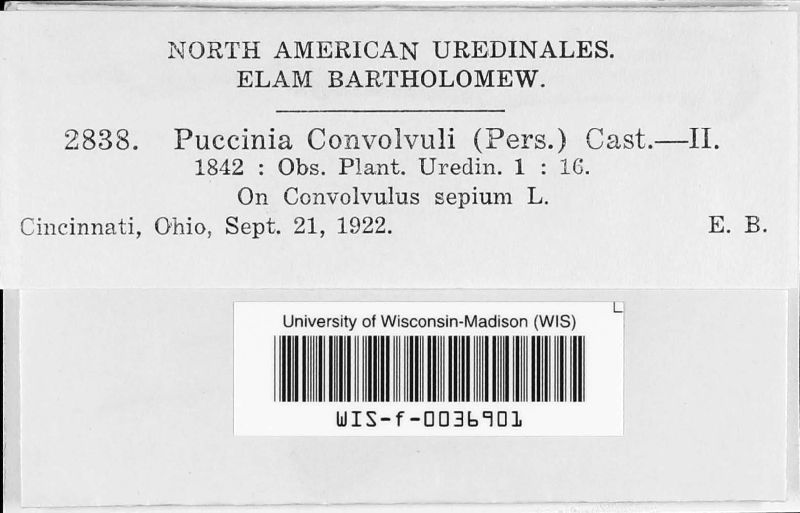 NORTH AMERICAN UREDINALES.
ELAM BARTHOLOMEW.
2838. Puccinia Convolvuli (Pers.) Cast.—II.
1842 : Obs. Plant. Uredin. 1 : 16.
On Convolvulus sepium L.
Cincinnati, Ohio, Sept. 21, 1922. E. B.
University of Wisconsin-Madison (WIS)
WIS-f-0036901